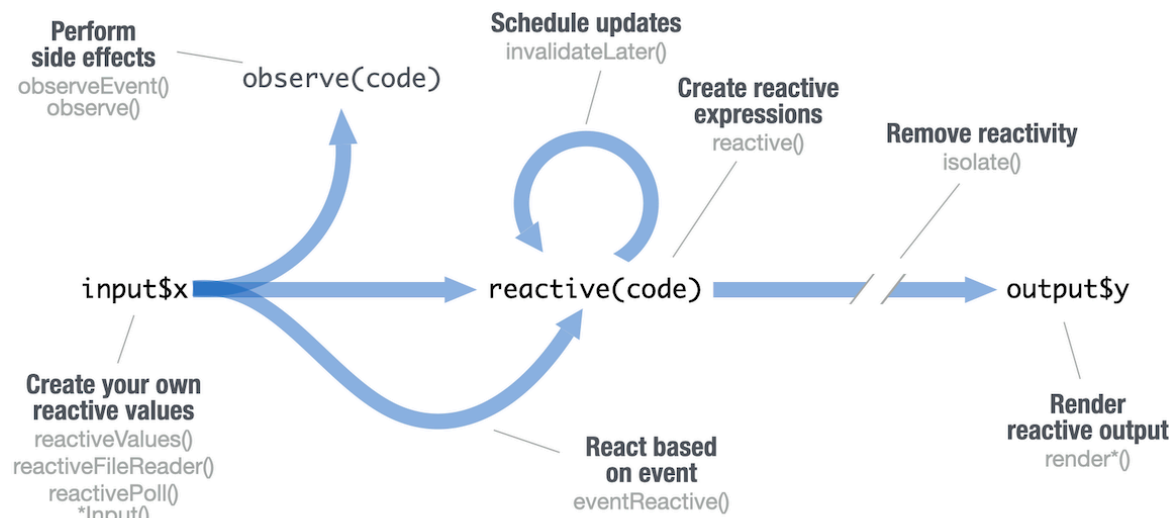 Perform
side effects
observeEvent()
observe()
observe(code)
Schedule updates
invalidateLater()
Create reactive
expressions
reactive()
Remove reactivity
isolate()
input$x
reactive(code)
output$y
Create your own
reactive values
reactiveValues()
reactiveFileReader()
reactivePoll()
*Input()
React based
on event
eventReactive()
Render
reactive output
render*()